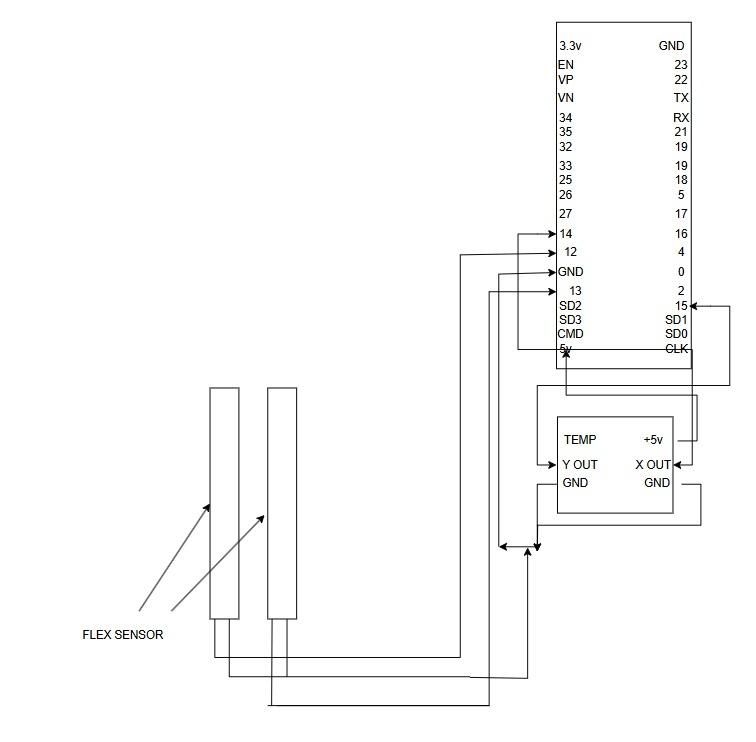 3.3v GND
EN 23
VP 22
VN TX
34 RX
35 21
32 19
33 19
25 18
26 5
27 17
14 16
12 4
GND 0
13 2
SD2 15
SD3 SD1
CMD SD0
5v CLK
TEMP +5v
Y OUT X OUT
GND GND
FLEX SENSOR